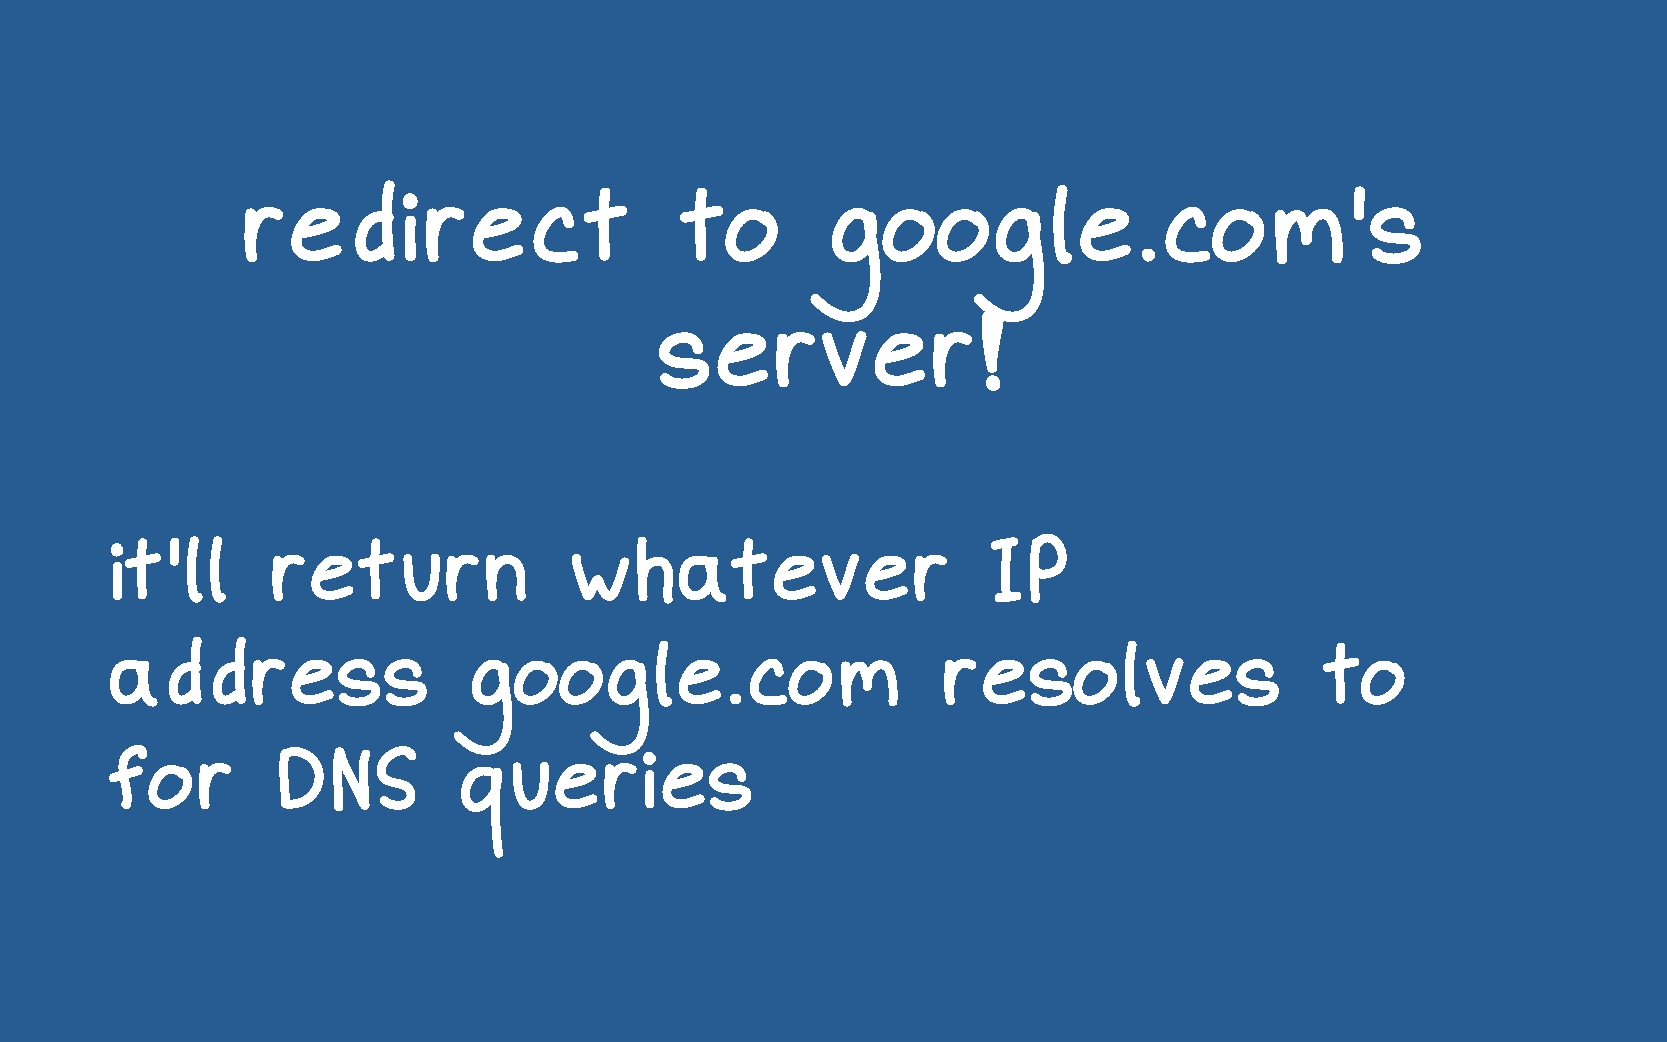 redirect to google.com's
server!
it'll return whatever IP
address google.com resolves to
for DNS queries